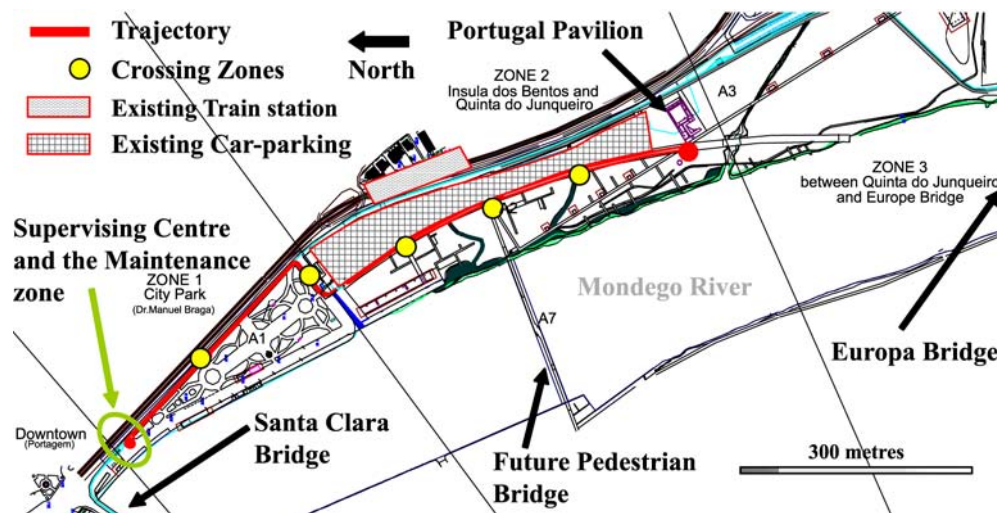 Trajectory
Crossing Zones
Existing Train station
Existing Car-parking
North
Portugal Pavilion
ZONE 2
Insula dos Bentos and
Quinta do Junqueiro
A3
ZONE 3
between Quinta do Junqueiro
and Europe Bridge
Supervising Centre
and the Maintenance
zone
ZONE 1
City Park
(Dr.Manuel Braga)
A1
Mondego River
A7
Europa Bridge
Downtown
(Portagem)
Santa Clara
Bridge
Future Pedestrian
Bridge
300 metres